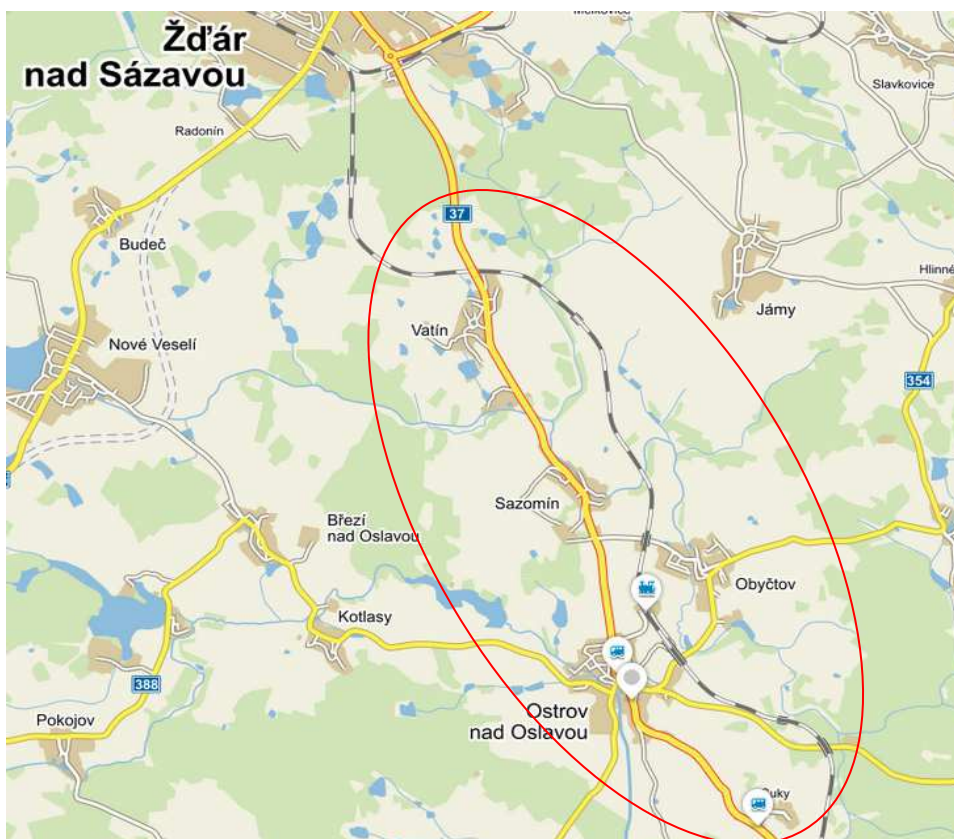 Žďár
nad Sázavou
Slavkovice
Radonín
37
Budeč
Hlinné
Jámy
Vatín
Nové Veselí
354
Sazomín
Březí
nad Oslavou
Obyčtov
Kotlasy
388
Ostrov
nad Oslavou
Pokojov